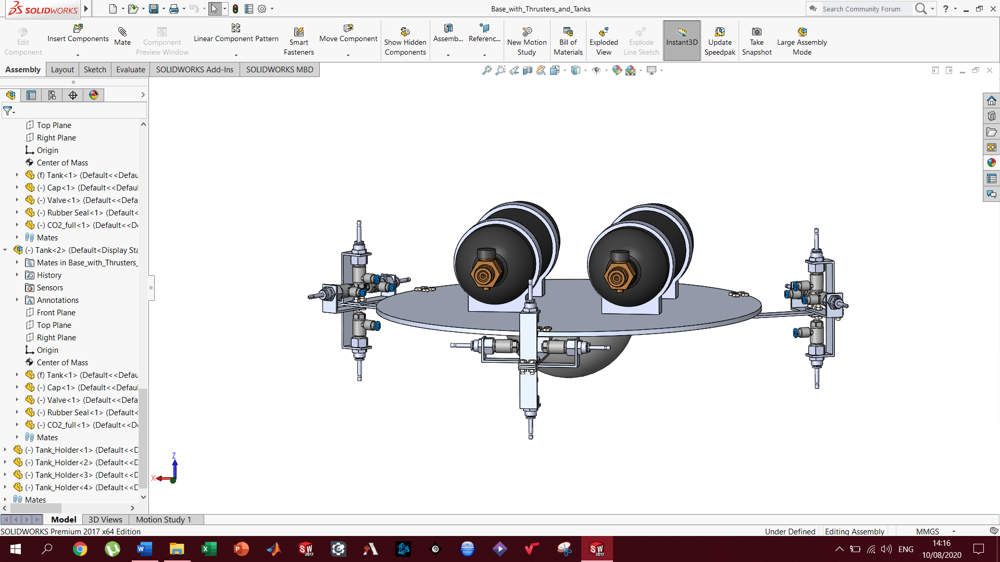 SOLIDWORKS
Base_with_Thrusters_and_Tanks
Search Community Forum
?
Edit Component
Insert Components
Mate
Component Preview Window
Linear Component Pattern
Smart Fasteners
Move Component
Show Hidden Components
Assemb...
Referenc...
New Motion Study
Bill of Materials
Exploded View
Explode Line Sketch
Instant3D
Update Speedpak
Take Snapshot
Large Assembly Mode
Assembly
Layout
Sketch
Evaluate
SOLIDWORKS Add-Ins
SOLIDWORKS MBD
Top Plane
Right Plane
Origin
Center of Mass
(f) Tank<1> (Default<<Defau
(-) Cap<1> (Default<<Defaul
(-) Valve<1> (Default<<Defa
(-) Rubber Seal<1> (Default<
(-) CO2_full<1> (Default<<D
Mates
(-) Tank<2> (Default<Display Sta
Mates in Base_with_Thrusters_
History
Sensors
Annotations
Front Plane
Top Plane
Right Plane
Origin
Center of Mass
(f) Tank<1> (Default<<Defau
(-) Cap<1> (Default<<Defaul
(-) Valve<1> (Default<<Defa
(-) Rubber Seal<1> (Default<
(-) CO2_full<1> (Default<<D
Mates
(-) Tank_Holder<1> (Default<<D
(-) Tank_Holder<2> (Default<<D
(-) Tank_Holder<3> (Default<<D
(-) Tank_Holder<4> (Default<<D
Mates
Z
X
Model
3D Views
Motion Study 1
SOLIDWORKS Premium 2017 x64 Edition
Under Defined
Editing Assembly
MMGS
SW 2017
SW 2017
ENG
14:16
10/08/2020